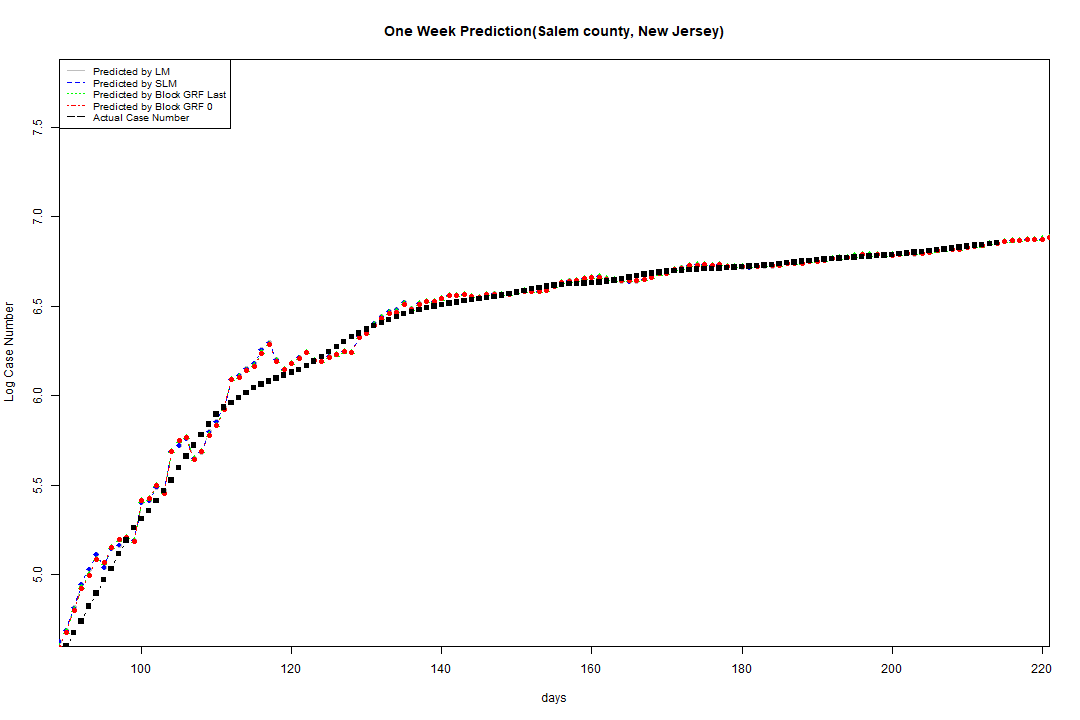 One Week Prediction(Salem county, New Jersey)
Predicted by LM
Predicted by SLM
Predicted by Block GRF Last
Predicted by Block GRF 0
Actual Case Number
7.5
7.0
6.5
6.0
5.5
5.0
Log Case Number
100 120 140 160 180 200 220
days